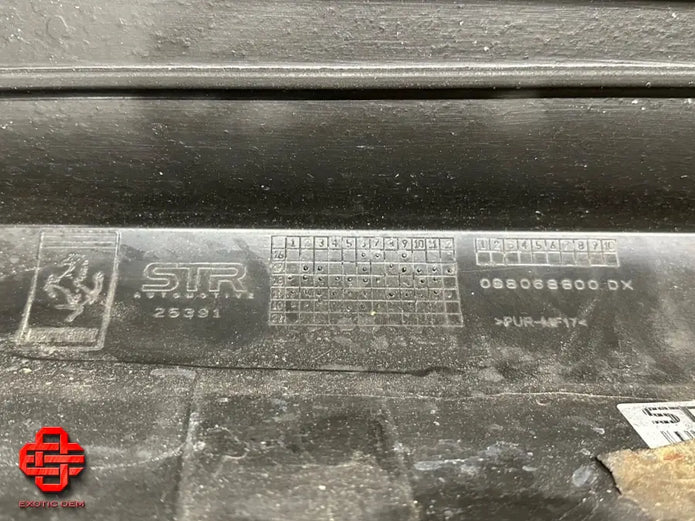 STR
AUTOMOTIVE
25391
1 2 3 4 5 6 7 8 9 10 11 12
1 2 3 4 5 6 7 8 9 10
088068600 DX
>PUR-MF17<
EXOTIC OEM